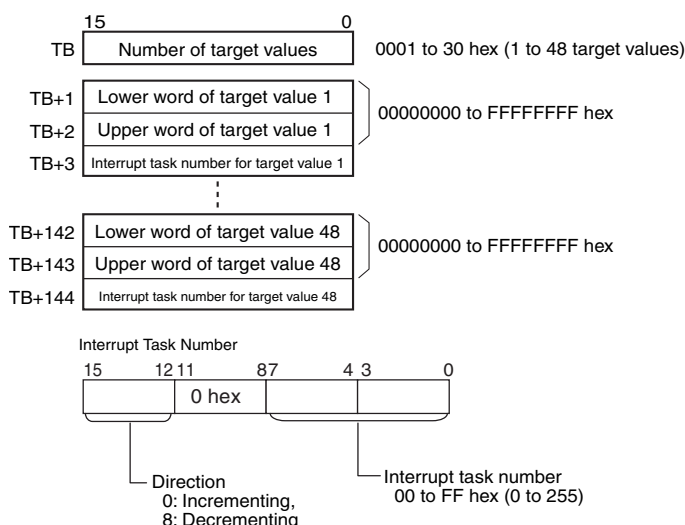 15 0
TB Number of target values 0001 to 30 hex (1 to 48 target values)
TB+1 Lower word of target value 1
00000000 to FFFFFFFF hex
TB+2 Upper word of target value 1
TB+3 Interrupt task number for target value 1
TB+142 Lower word of target value 48
00000000 to FFFFFFFF hex
TB+143 Upper word of target value 48
TB+144 Interrupt task number for target value 48
Interrupt Task Number
15 12 11 8 7 4 3 0
0 hex
Direction
0: Incrementing,
8: Decrementing
Interrupt task number
00 to FF hex (0 to 255)